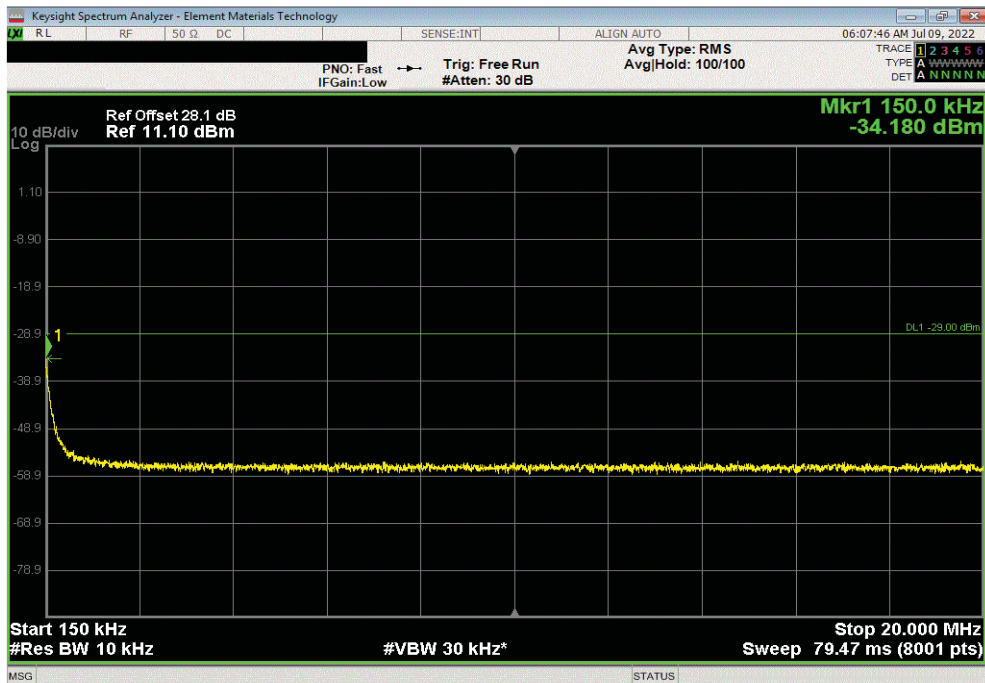 Keysight Spectrum Analyzer - Element Materials Technology
LXI RL RF 50 Ω DC SENSE:INT ALIGN AUTO 06:07:46 AM Jul 09, 2022
PNO: Fast Trig: Free Run Avg Type: RMS TRACE 1 2 3 4 5 6
IFGain:Low #Atten: 30 dB Avg|Hold: 100/100 TYPE A WWWWW
DET A N N N N N
Ref Offset 28.1 dB Mkr1 150.0 kHz
10 dB/div Ref 11.10 dBm -34.180 dBm
Log
1.10
-8.90
-18.9
-28.9 1 DL1 -29.00 dBm
-38.9
-48.9
-58.9
-68.9
-78.9
Start 150 kHz Stop 20.000 MHz
#Res BW 10 kHz #VBW 30 kHz* Sweep 79.47 ms (8001 pts)
MSG STATUS